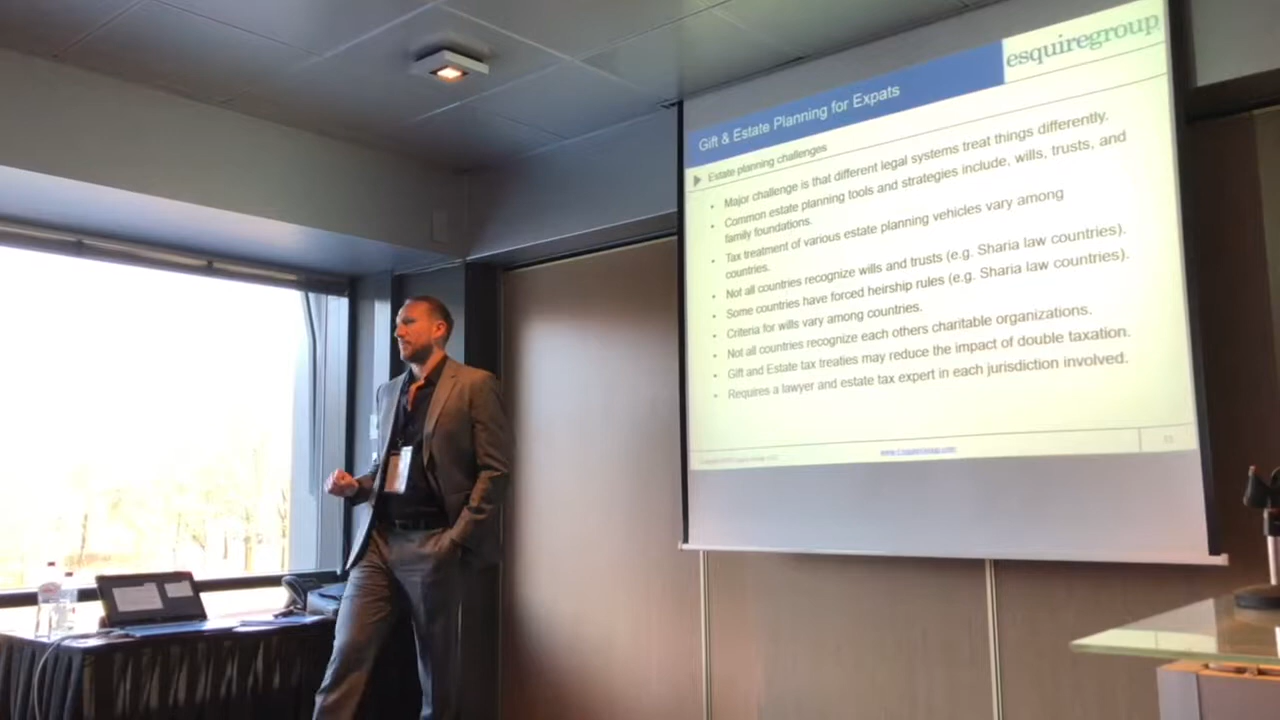 esquiregroup
Gift & Estate Planning for Expats
Estate planning challenges
• Major challenge is that different legal systems treat things differently.
• Common estate planning tools and strategies include, wills, trusts, and
family foundations.
• Tax treatment of various estate planning vehicles vary among
countries.
• Not all countries recognize wills and trusts (e.g. Sharia law countries).
• Some countries have forced heirship rules (e.g. Sharia law countries).
• Criteria for wills vary among countries.
• Not all countries recognize each others charitable organizations.
• Gift and Estate tax treaties may reduce the impact of double taxation.
• Requires a lawyer and estate tax expert in each jurisdiction involved.
www.EsquireGroup.com